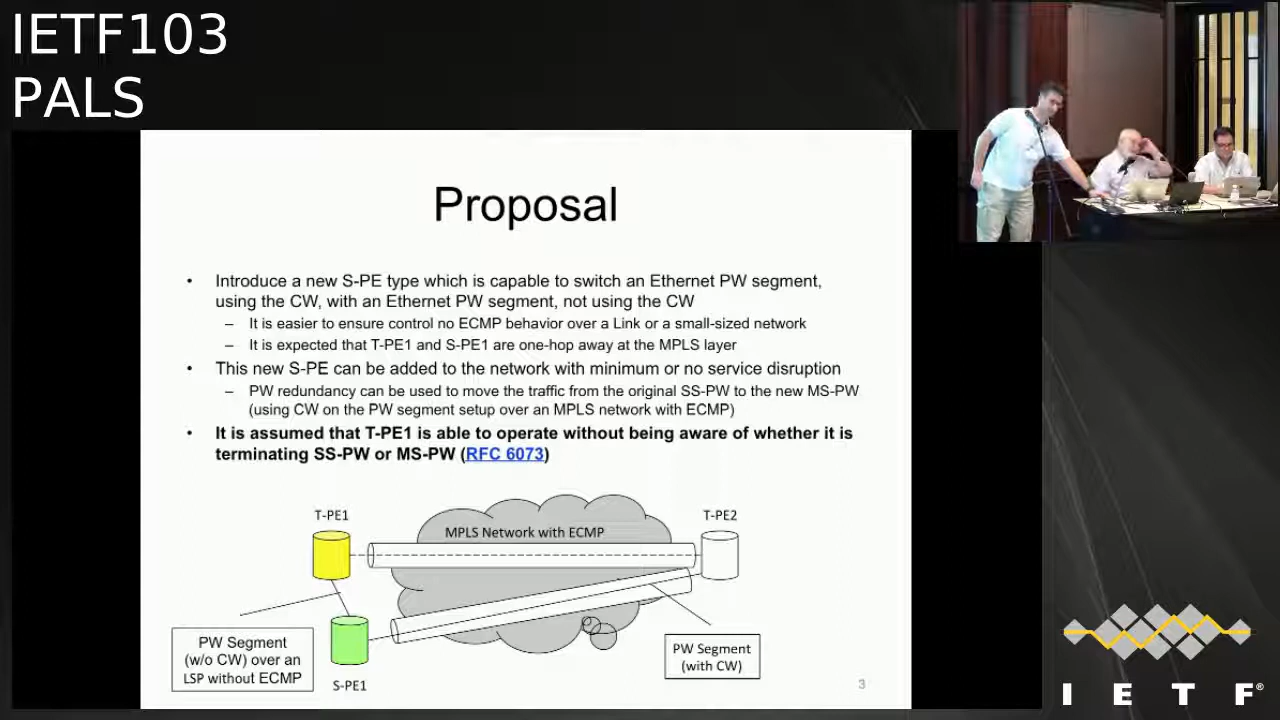 IETF103
PALS
Proposal
• Introduce a new S-PE type which is capable to switch an Ethernet PW segment,
using the CW, with an Ethernet PW segment, not using the CW
– It is easier to ensure control no ECMP behavior over a Link or a small-sized network
– It is expected that T-PE1 and S-PE1 are one-hop away at the MPLS layer
• This new S-PE can be added to the network with minimum or no service disruption
– PW redundancy can be used to move the traffic from the original SS-PW to the new MS-PW
(using CW on the PW segment setup over an MPLS network with ECMP)
• It is assumed that T-PE1 is able to operate without being aware of whether it is
terminating SS-PW or MS-PW (RFC 6073)
T-PE1
MPLS Network with ECMP
T-PE2
PW Segment
(w/o CW) over an
LSP without ECMP
S-PE1
PW Segment
(with CW)
3
I E T F®